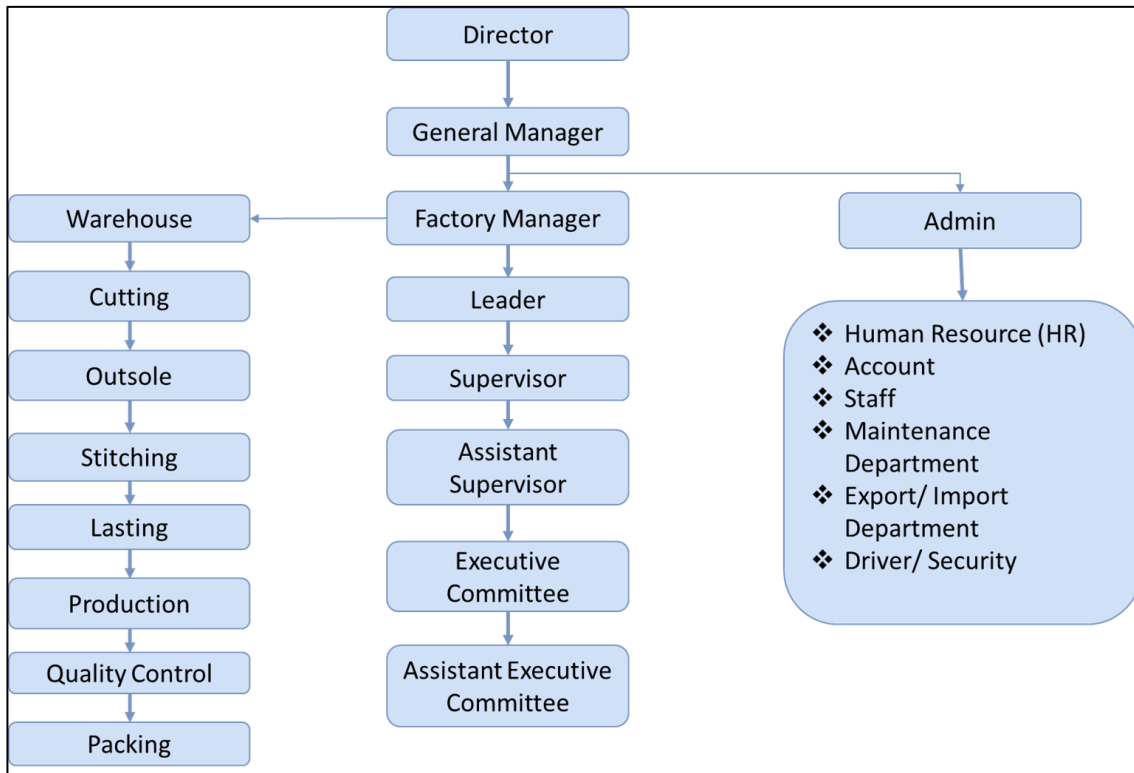 Director
General Manager
Warehouse
Factory Manager
Admin
Cutting
Leader
Outsole
Supervisor
Stitching
Assistant
Supervisor
Lasting
Executive
Committee
Production
Assistant Executive
Committee
Quality Control
Packing
❖ Human Resource (HR)
❖ Account
❖ Staff
❖ Maintenance
Department
❖ Export/ Import
Department
❖ Driver/ Security